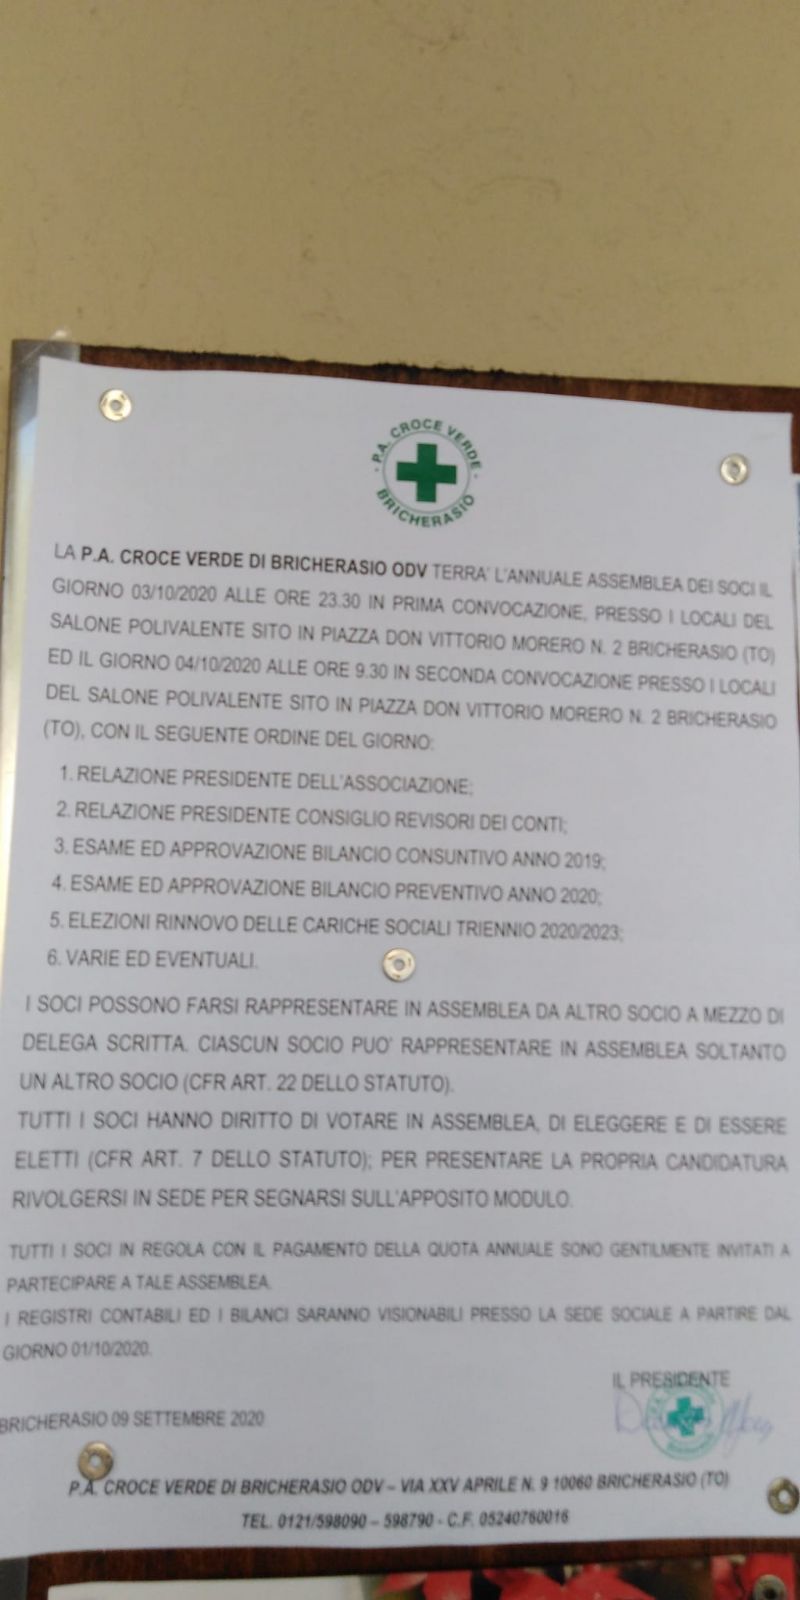 P.A. CROCE VERDE
BRICHERASIO
LA P.A. CROCE VERDE DI BRICHERASIO ODV TERRA' L'ANNUALE ASSEMBLEA DEI SOCI IL
GIORNO 03/10/2020 ALLE ORE 23.30 IN PRIMA CONVOCAZIONE, PRESSO I LOCALI DEL
SALONE POLIVALENTE SITO IN PIAZZA DON VITTORIO MORERO N. 2 BRICHERASIO (TO)
ED IL GIORNO 04/10/2020 ALLE ORE 9.30 IN SECONDA CONVOCAZIONE PRESSO I LOCALI
DEL SALONE POLIVALENTE SITO IN PIAZZA DON VITTORIO MORERO N. 2 BRICHERASIO
(TO), CON IL SEGUENTE ORDINE DEL GIORNO:
1. RELAZIONE PRESIDENTE DELL'ASSOCIAZIONE;
2. RELAZIONE PRESIDENTE CONSIGLIO REVISORI DEI CONTI;
3. ESAME ED APPROVAZIONE BILANCIO CONSUNTIVO ANNO 2019;
4. ESAME ED APPROVAZIONE BILANCIO PREVENTIVO ANNO 2020;
5. ELEZIONI RINNOVO DELLE CARICHE SOCIALI TRIENNIO 2020/2023;
6. VARIE ED EVENTUALI.
I SOCI POSSONO FARSI RAPPRESENTARE IN ASSEMBLEA DA ALTRO SOCIO A MEZZO DI
DELEGA SCRITTA. CIASCUN SOCIO PUO' RAPPRESENTARE IN ASSEMBLEA SOLTANTO
UN ALTRO SOCIO (CFR ART. 22 DELLO STATUTO).
TUTTI I SOCI HANNO DIRITTO DI VOTARE IN ASSEMBLEA, DI ELEGGERE E DI ESSERE
ELETTI (CFR ART. 7 DELLO STATUTO); PER PRESENTARE LA PROPRIA CANDIDATURA
RIVOLGERSI IN SEDE PER SEGNARSI SULL'APPOSITO MODULO.
TUTTI I SOCI IN REGOLA CON IL PAGAMENTO DELLA QUOTA ANNUALE SONO GENTILMENTE INVITATI A
PARTECIPARE A TALE ASSEMBLEA.
I REGISTRI CONTABILI ED I BILANCI SARANNO VISIONABILI PRESSO LA SEDE SOCIALE A PARTIRE DAL
GIORNO 01/10/2020.
IL PRESIDENTE
BRICHERASIO 09 SETTEMBRE 2020
P.A. CROCE VERDE DI BRICHERASIO ODV – VIA XXV APRILE N. 9 10060 BRICHERASIO (TO)
TEL. 0121/598090 – 598790 - C.F. 05240760016